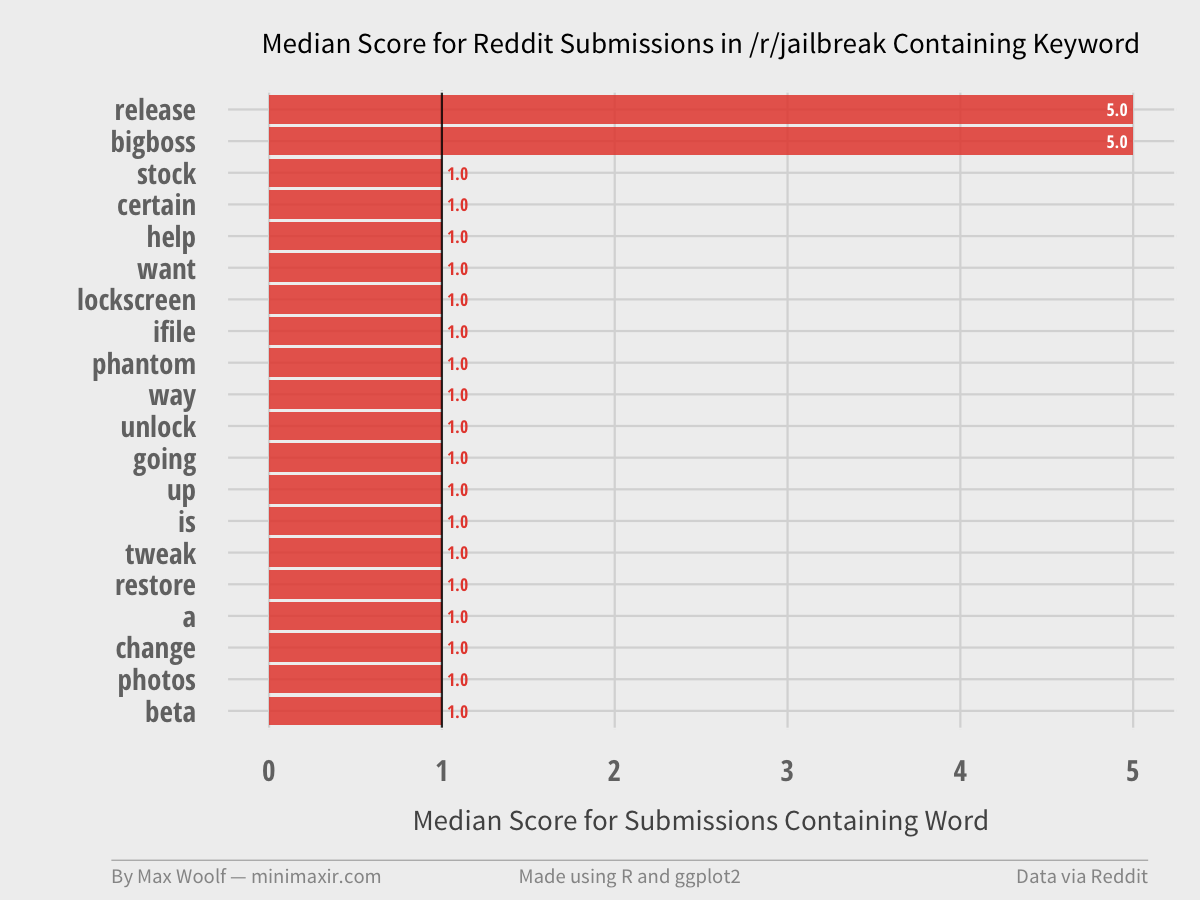 Median Score for Reddit Submissions in /r/jailbreak Containing Keyword
release 5.0
bigboss 5.0
stock 1.0
certain 1.0
help 1.0
want 1.0
lockscreen 1.0
ifile 1.0
phantom 1.0
way 1.0
unlock 1.0
going 1.0
up 1.0
is 1.0
tweak 1.0
restore 1.0
a 1.0
change 1.0
photos 1.0
beta 1.0
0 1 2 3 4 5
Median Score for Submissions Containing Word
By Max Woolf — minimaxir.com Made using R and ggplot2 Data via Reddit